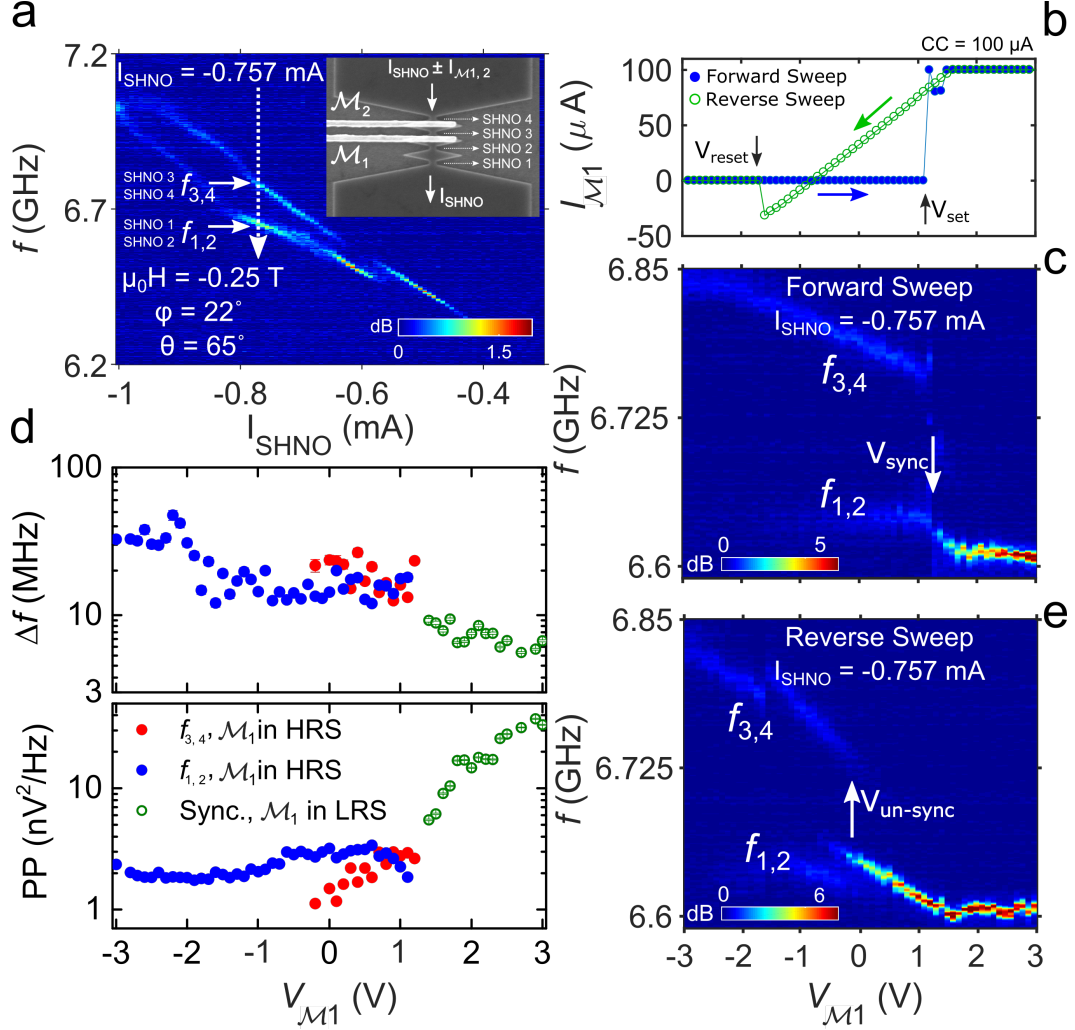 a
7.2
6.7
6.2
f (GHz)
I_SHNO = -0.757 mA
I_SHNO ± I_ℳ1, 2
ℳ_2
ℳ_1
SHNO 4
SHNO 3
SHNO 2
SHNO 1
I_SHNO
SHNO 3
SHNO 4
f_3,4
SHNO 1
SHNO 2
f_1,2
μ_0H = -0.25 T
φ = 22°
θ = 65°
dB
0
1.5
-1
-0.8
-0.6
-0.4
I_SHNO (mA)
b
CC = 100 μA
100
50
0
-50
I_ℳ1 (μ A)
Forward Sweep
Reverse Sweep
V_reset
V_set
c
6.85
6.725
6.6
f (GHz)
Forward Sweep
I_SHNO = -0.757 mA
f_3,4
V_sync
f_1,2
0
5
dB
d
100
10
3
Δf (MHz)
10
1
PP (nV²/Hz)
f_3, 4, ℳ_1 in HRS
f_1, 2, ℳ_1 in HRS
Sync., ℳ_1 in LRS
-3
-2
-1
0
1
2
3
V_ℳ1 (V)
e
6.85
6.725
6.6
f (GHz)
Reverse Sweep
I_SHNO = -0.757 mA
f_3,4
V_un-sync
f_1,2
0
6
dB
-3
-2
-1
0
1
2
3
V_ℳ1 (V)